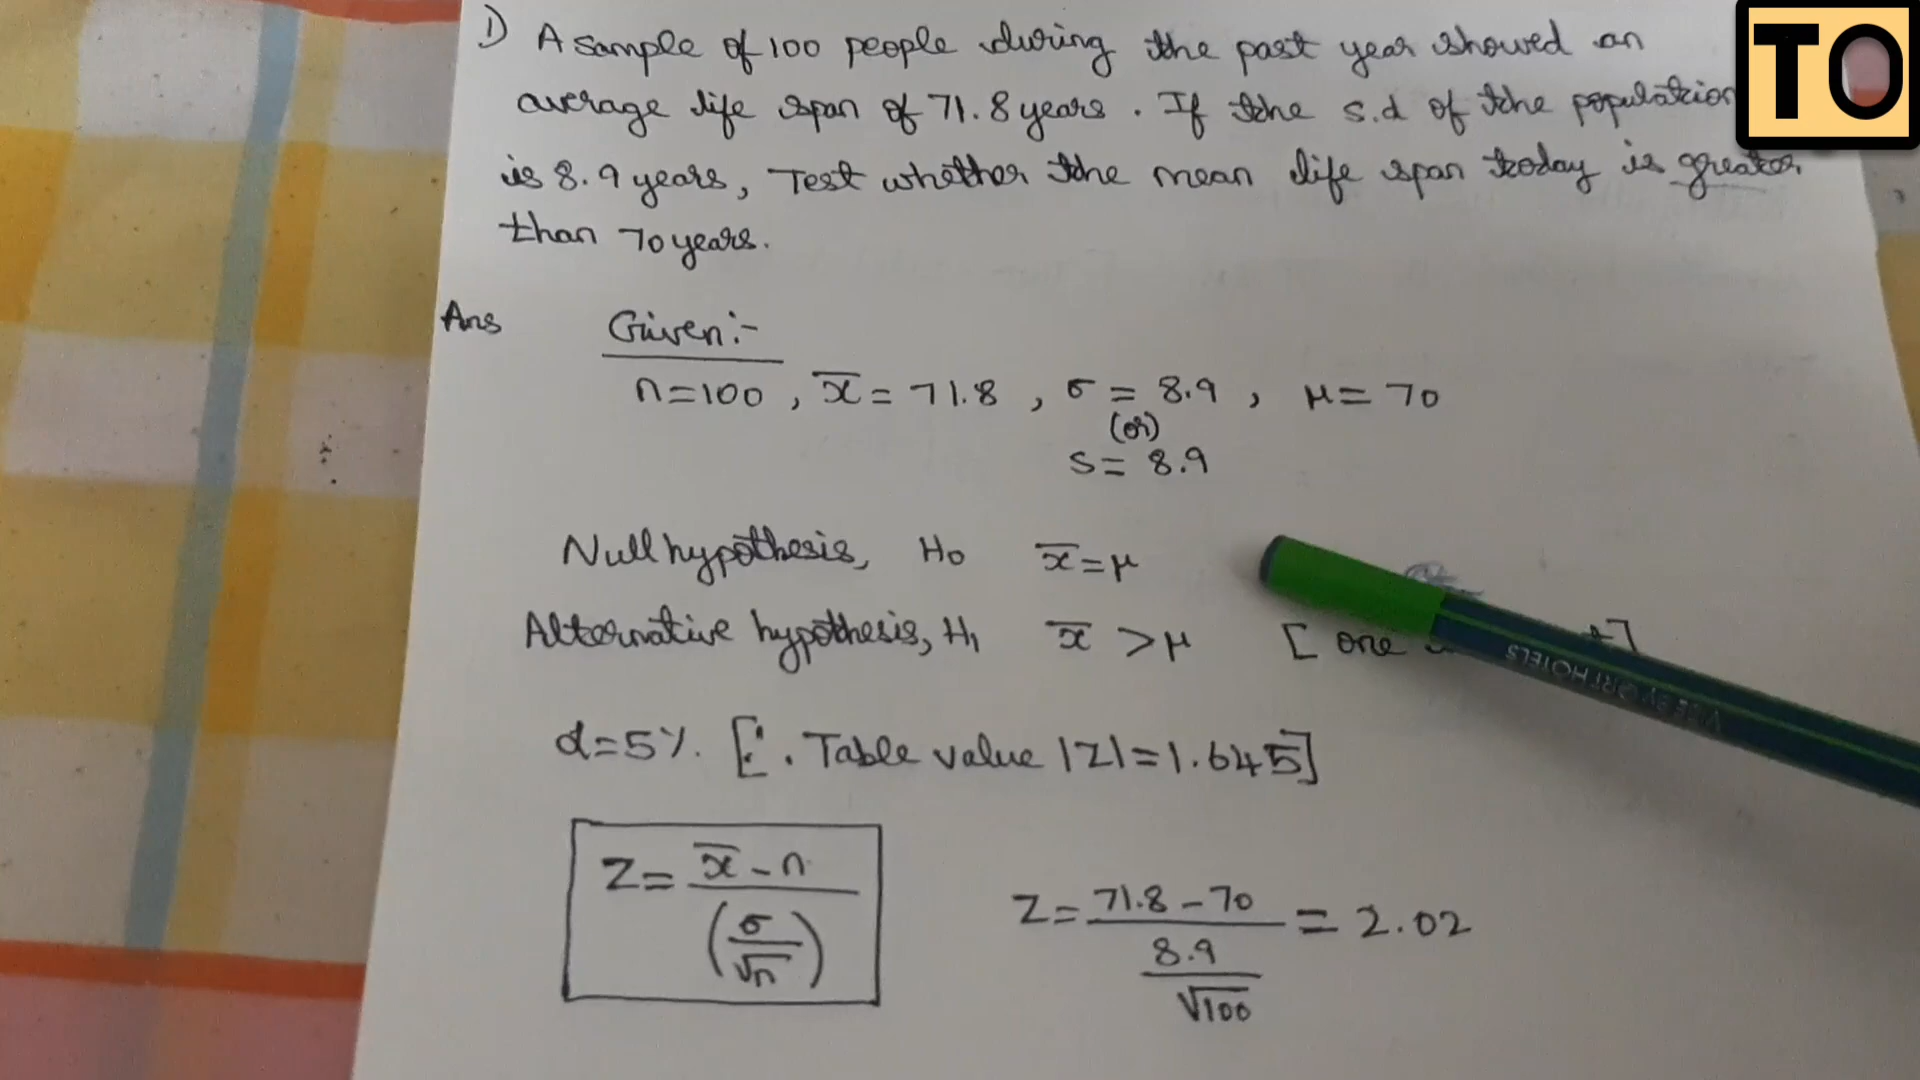 TO
1) A sample of 100 people during the past year showed an
average life span of 71.8 years. If the s.d of the population
is 8.9 years, Test whether the mean life span today is greater
than 70 years.
Ans Given:-
n=100, x̄ = 71.8, σ = 8.9, μ = 70
(or)
S = 8.9
Null hypothesis, H₀ x̄ = μ
Alternative hypothesis, H₁ x̄ > μ [ one
α=5%. [∵. Table value |Z|=1.645]
Z = (x̄ - n) / (σ/√n) Z = (71.8 - 70) / (8.9/√100) = 2.02